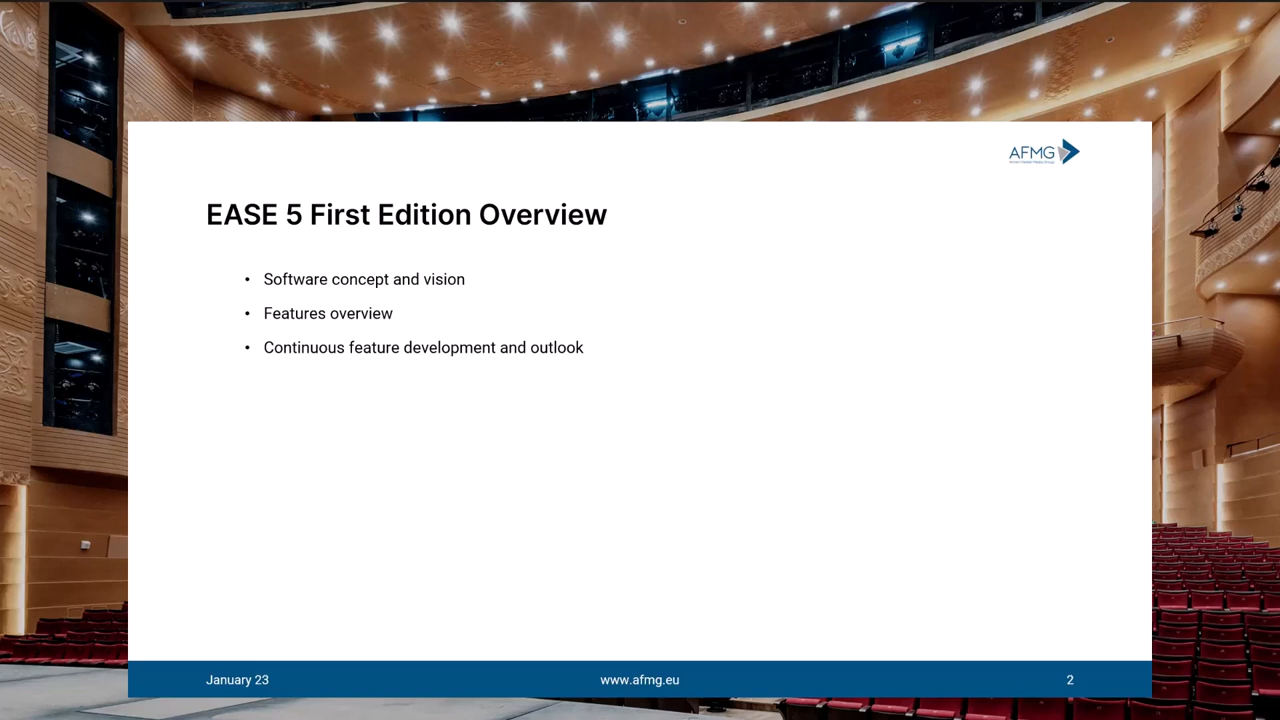 AFMG
EASE 5 First Edition Overview
• Software concept and vision
• Features overview
• Continuous feature development and outlook
January 23
www.afmg.eu
2